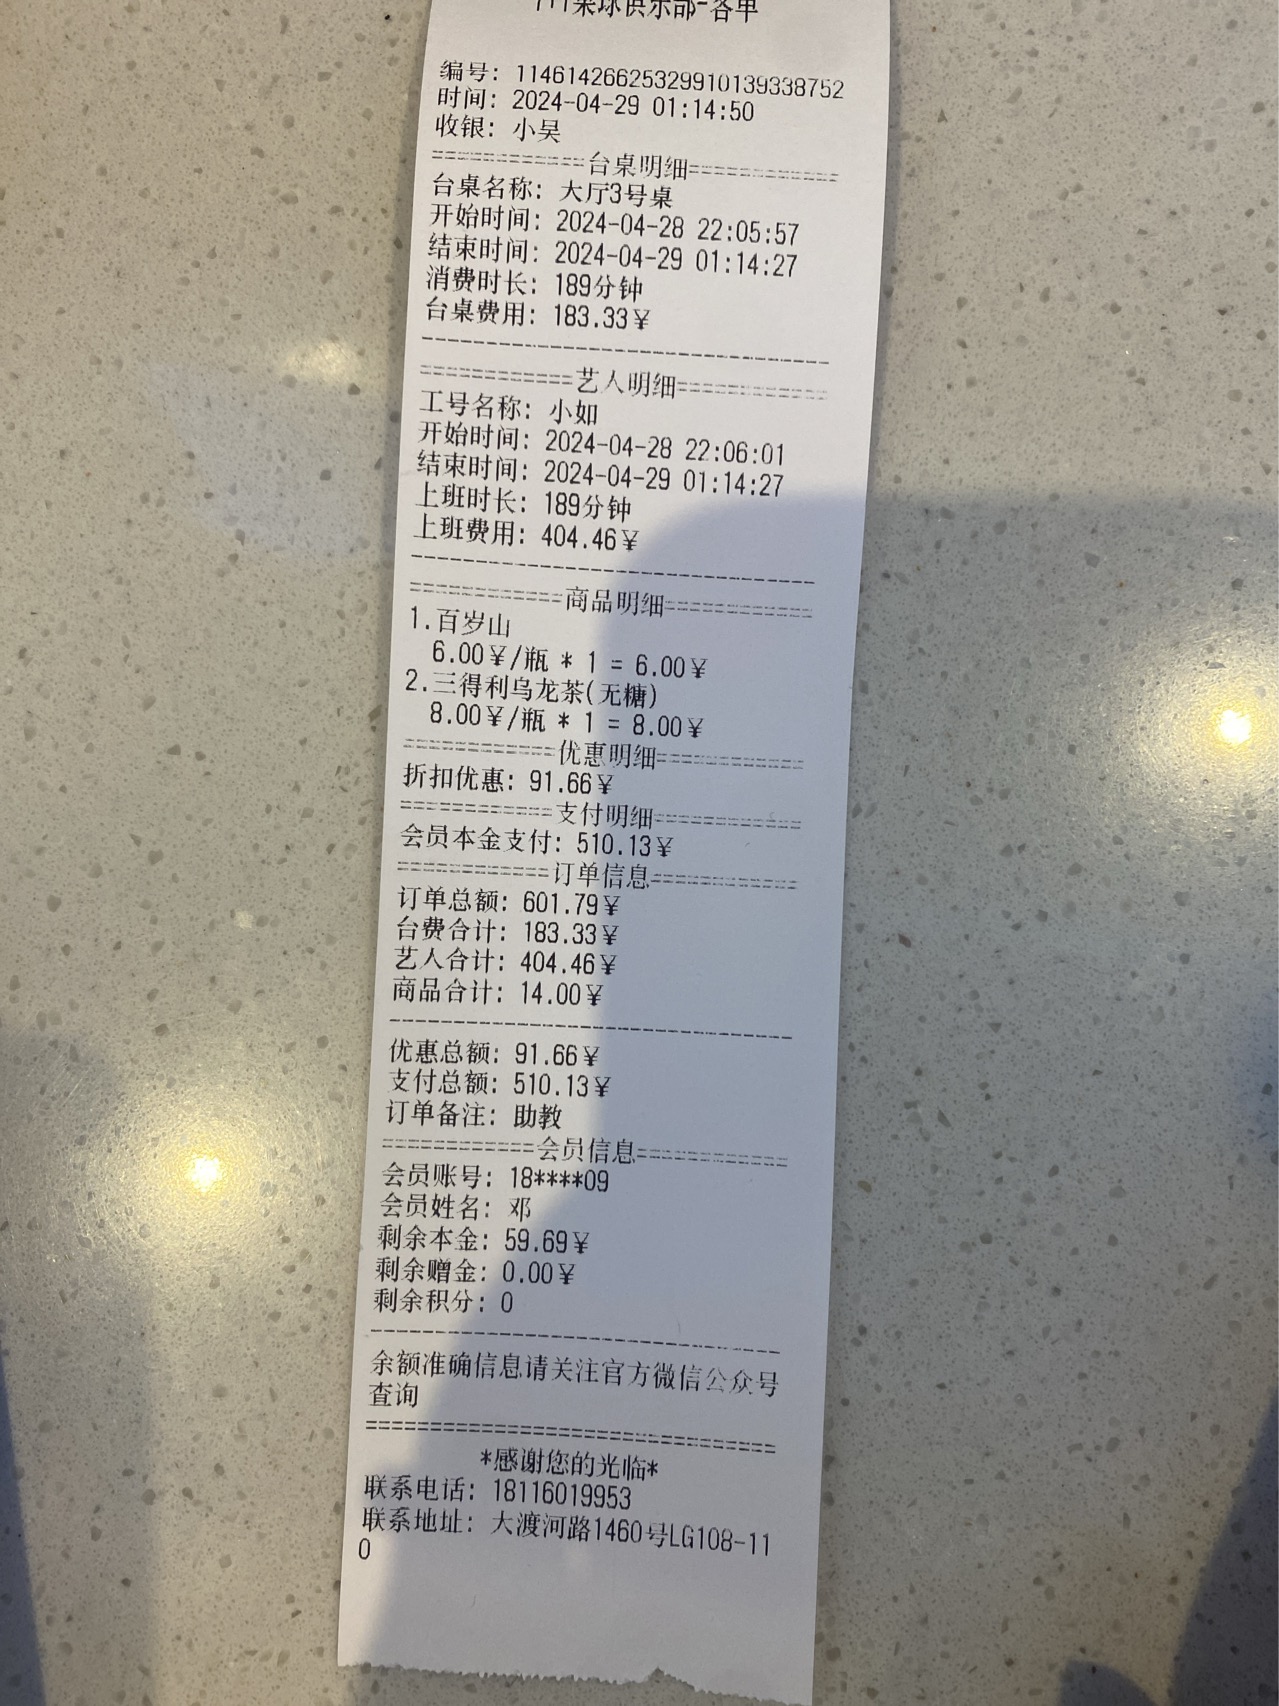 桌球俱乐部-客单
编号: 1146142662532991013​9338752
时间: 2024-04-29 01:14:50
收银: 小昊
============台桌明细============
台桌名称: 大厅3号桌
开始时间: 2024-04-28 22:05:57
结束时间: 2024-04-29 01:14:27
消费时长: 189分钟
台桌费用: 183.33¥
--------------------------------
============艺人明细============
工号名称: 小如
开始时间: 2024-04-28 22:06:01
结束时间: 2024-04-29 01:14:27
上班时长: 189分钟
上班费用: 404.46¥
--------------------------------
============商品明细============
1.百岁山
6.00¥/瓶 * 1 = 6.00¥
2.三得利乌龙茶(无糖)
8.00¥/瓶 * 1 = 8.00¥
============优惠明细============
折扣优惠: 91.66¥
============支付明细============
会员本金支付: 510.13¥
============订单信息============
订单总额: 601.79¥
台费合计: 183.33¥
艺人合计: 404.46¥
商品合计: 14.00¥
--------------------------------
优惠总额: 91.66¥
支付总额: 510.13¥
订单备注: 助教
============会员信息============
会员账号: 18****09
会员姓名: 邓
剩余本金: 59.69¥
剩余赠金: 0.00¥
剩余积分: 0
--------------------------------
余额准确信息请关注官方微信公众号
查询
================================
*感谢您的光临*
联系电话: 18116019953
联系地址: 大渡河路1460号LG108-11
0